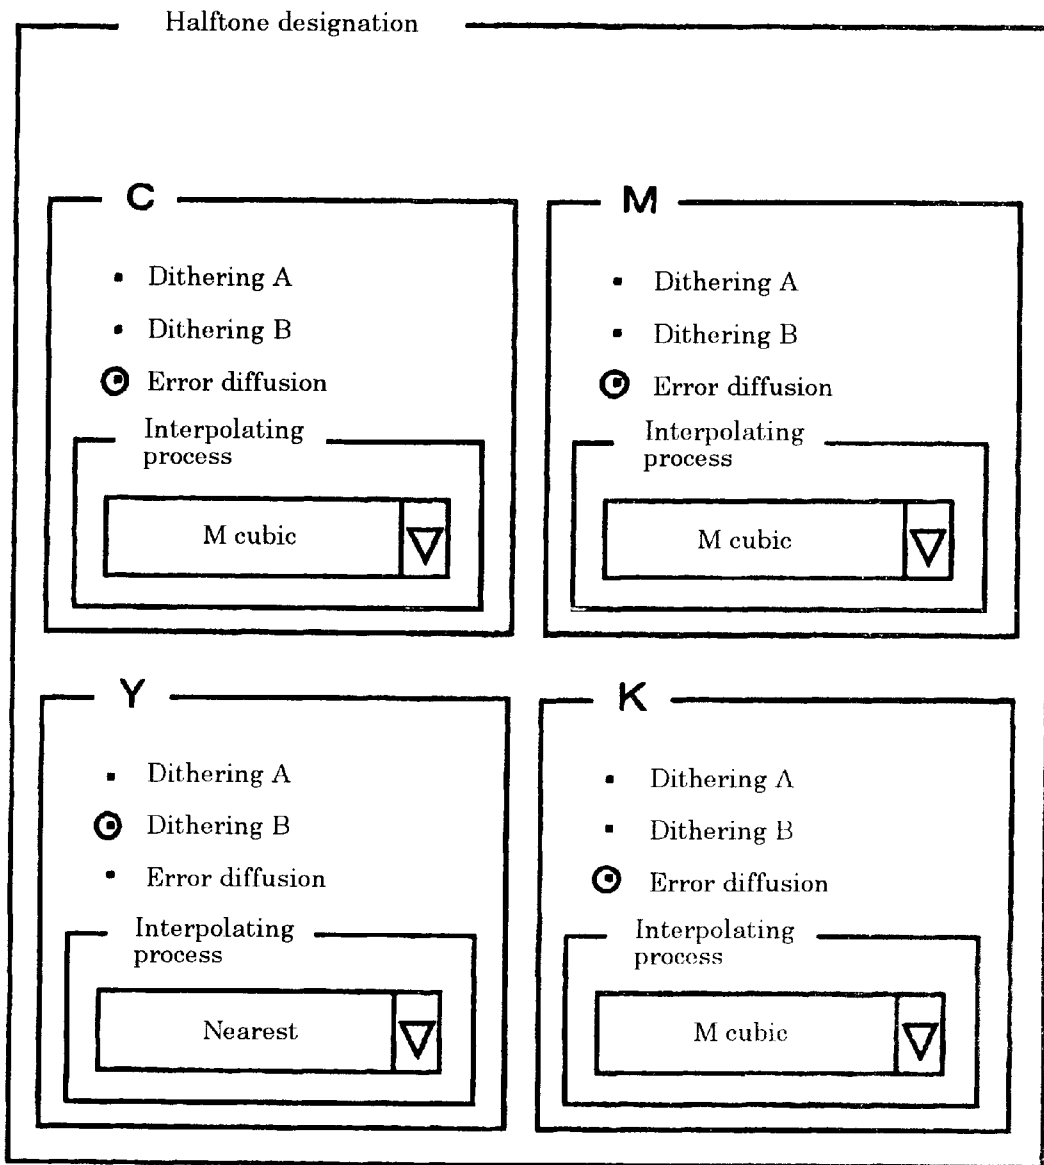 Halftone designation
C
Dithering A
Dithering B
Error diffusion
Interpolating
process
M cubic
M
Dithering A
Dithering B
Error diffusion
Interpolating
process
M cubic
Y
Dithering A
Dithering B
Error diffusion
Interpolating
process
Nearest
K
Dithering A
Dithering B
Error diffusion
Interpolating
process
M cubic